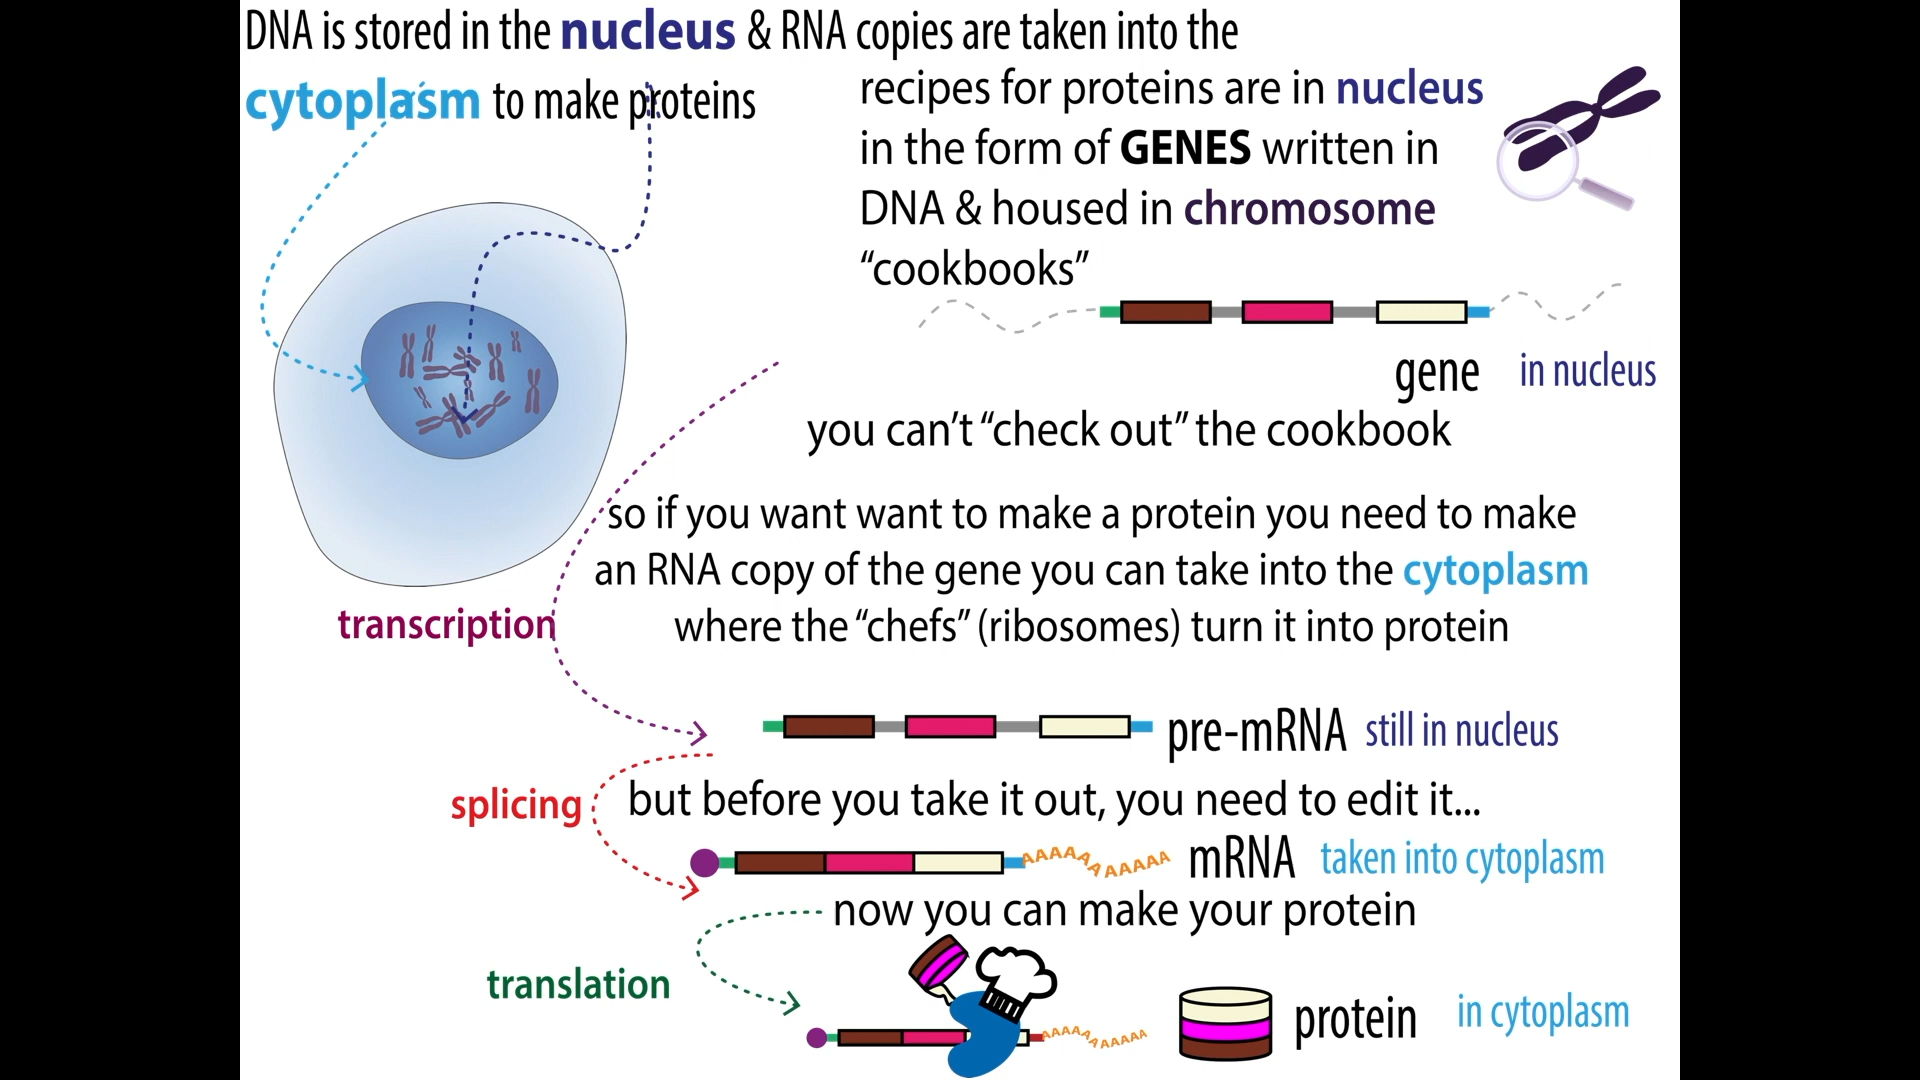 DNA is stored in the nucleus & RNA copies are taken into the
cytoplasm to make proteins
recipes for proteins are in nucleus
in the form of GENES written in
DNA & housed in chromosome
“cookbooks”
gene in nucleus
you can’t “check out” the cookbook
so if you want want to make a protein you need to make
an RNA copy of the gene you can take into the cytoplasm
where the “chefs” (ribosomes) turn it into protein
transcription
pre-mRNA still in nucleus
splicing
but before you take it out, you need to edit it...
AAAAAAAAAAA mRNA taken into cytoplasm
now you can make your protein
translation
AAAAAAAAAAA
protein in cytoplasm